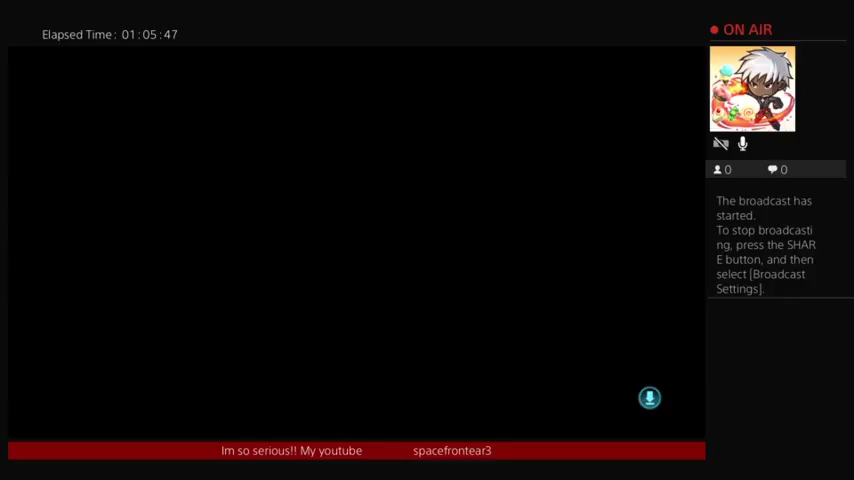 Elapsed Time: 01:05:47
ON AIR
0 0
The broadcast has
started.
To stop broadcasti
ng, press the SHAR
E button, and then
select [Broadcast
Settings].
Im so serious!! My youtube spacefrontear3